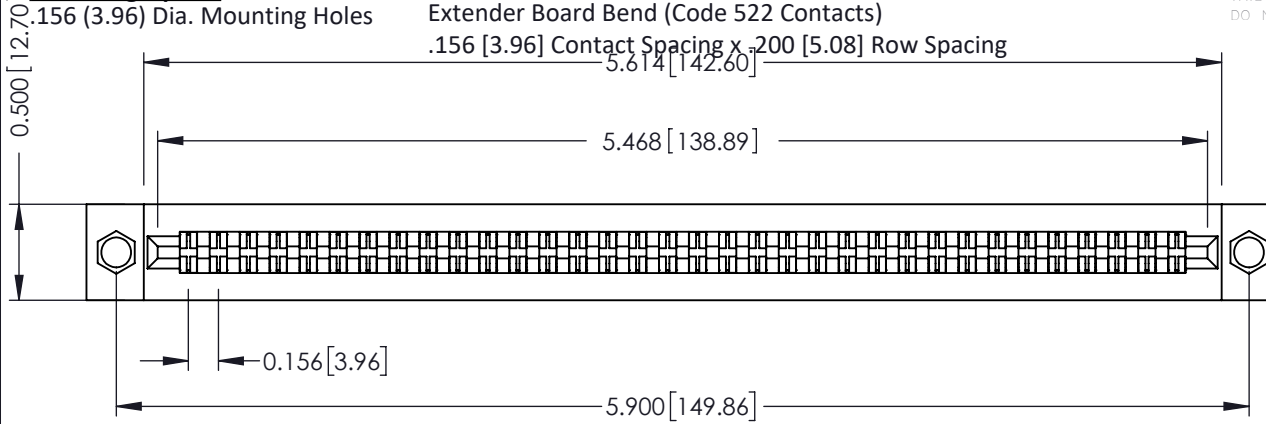 .156 (3.96) Dia. Mounting Holes
Extender Board Bend (Code 522 Contacts)
.156 [3.96] Contact Spacing x .200 [5.08] Row Spacing
DO N
0.500 [12.70
5.614 [142.60]
5.468 [138.89]
0.156 [3.96]
5.900 [149.86]